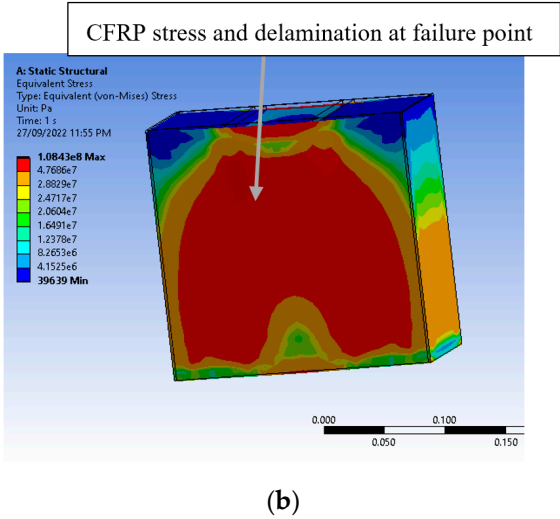 CFRP stress and delamination at failure point
A: Static Structural
Equivalent Stress
Type: Equivalent (von-Mises) Stress
Unit: Pa
Time: 1 s
27/09/2022 11:55 PM
1.0843e8 Max
4.7686e7
2.8829e7
2.4717e7
2.0604e7
1.6491e7
1.2378e7
8.2653e6
4.1525e6
39639 Min
0.000 0.100
0.050 0.150
(b)